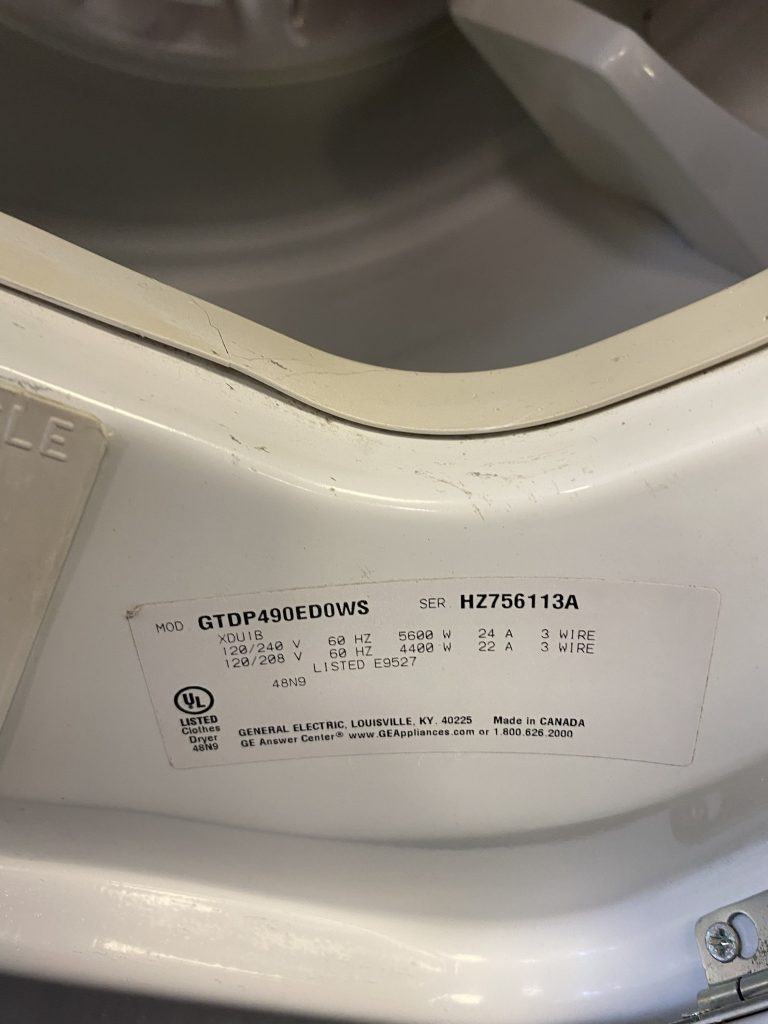 CLE
MOD GTDP490ED0WS SER HZ756113A
XDUIB
120/240 V 60 HZ 5600 W 24 A 3 WIRE
120/208 V 60 HZ 4400 W 22 A 3 WIRE
LISTED E9527
48N9
UL
LISTED
Clothes
Dryer
48N9
GENERAL ELECTRIC, LOUISVILLE, KY. 40225 Made in CANADA
GE Answer Center® www.GEAppliances.com or 1.800.626.2000